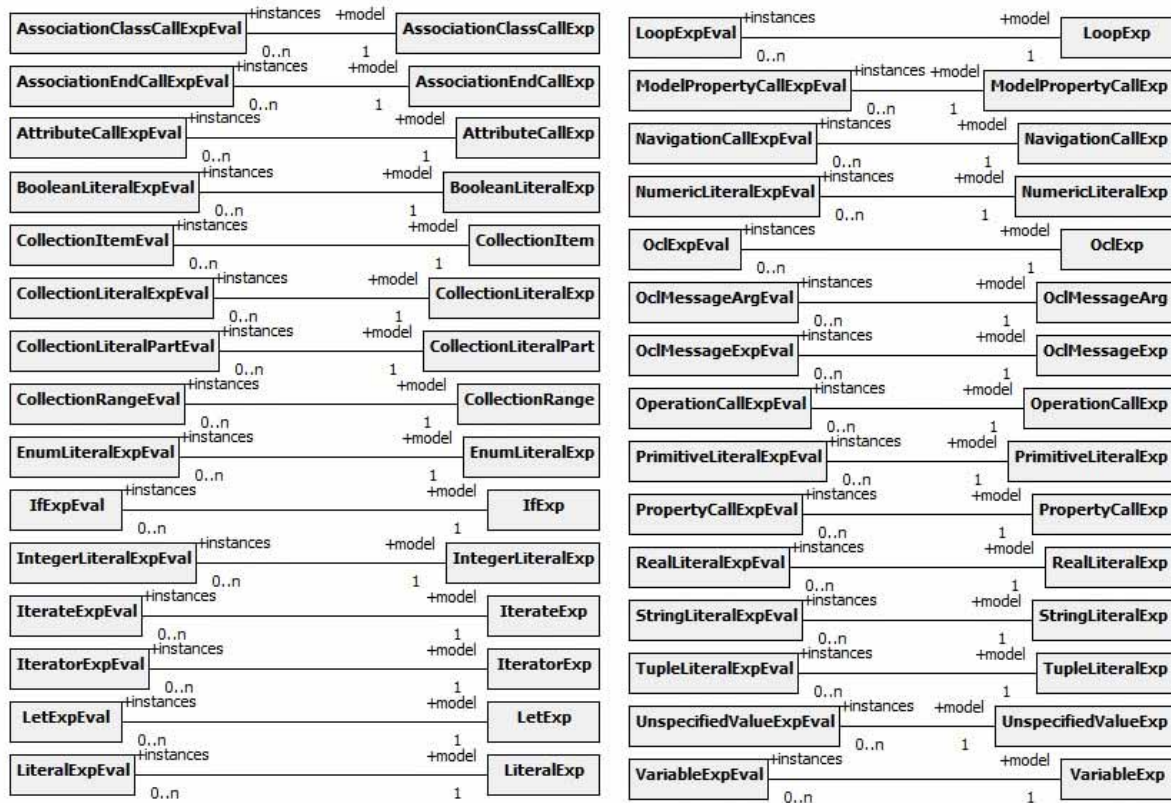 AssociationClassCallExpEval +instances 0..n +model 1 AssociationClassCallExp
AssociationEndCallExpEval +instances 0..n +model 1 AssociationEndCallExp
AttributeCallExpEval +instances 0..n +model 1 AttributeCallExp
BooleanLiteralExpEval +instances 0..n +model 1 BooleanLiteralExp
CollectionItemEval +instances 0..n +model 1 CollectionItem
CollectionLiteralExpEval +instances 0..n +model 1 CollectionLiteralExp
CollectionLiteralPartEval +instances 0..n +model 1 CollectionLiteralPart
CollectionRangeEval +instances 0..n +model 1 CollectionRange
EnumLiteralExpEval +instances 0..n +model 1 EnumLiteralExp
IfExpEval +instances 0..n +model 1 IfExp
IntegerLiteralExpEval +instances 0..n +model 1 IntegerLiteralExp
IterateExpEval +instances 0..n +model 1 IterateExp
IteratorExpEval +instances 0..n +model 1 IteratorExp
LetExpEval +instances 0..n +model 1 LetExp
LiteralExpEval +instances 0..n +model 1 LiteralExp
LoopExpEval +instances 0..n +model 1 LoopExp
ModelPropertyCallExpEval +instances 0..n +model 1 ModelPropertyCallExp
NavigationCallExpEval +instances 0..n +model 1 NavigationCallExp
NumericLiteralExpEval +instances 0..n +model 1 NumericLiteralExp
OclExpEval +instances 0..n +model 1 OclExp
OclMessageArgEval +instances 0..n +model 1 OclMessageArg
OclMessageExpEval +instances 0..n +model 1 OclMessageExp
OperationCallExpEval +instances 0..n +model 1 OperationCallExp
PrimitiveLiteralExpEval +instances 0..n +model 1 PrimitiveLiteralExp
PropertyCallExpEval +instances 0..n +model 1 PropertyCallExp
RealLiteralExpEval +instances 0..n +model 1 RealLiteralExp
StringLiteralExpEval +instances 0..n +model 1 StringLiteralExp
TupleLiteralExpEval +instances 0..n +model 1 TupleLiteralExp
UnspecifiedValueExpEval +instances 0..n +model 1 UnspecifiedValueExp
VariableExpEval +instances 0..n +model 1 VariableExp